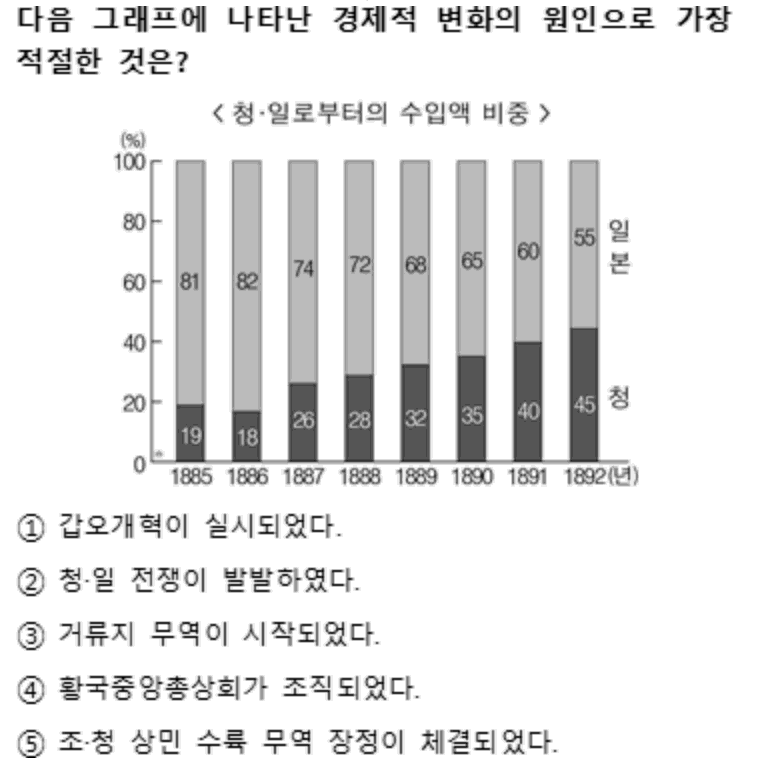 다음 그래프에 나타난 경제적 변화의 원인으로 가장
적절한 것은?
< 청·일로부터의 수입액 비중 >
(%)
100
80
60
40
20
0
81 82 74 72 68 65 60 55
일본
19 18 26 28 32 35 40 45
청
1885 1886 1887 1888 1889 1890 1891 1892(년)
① 갑오개혁이 실시되었다.
② 청·일 전쟁이 발발하였다.
③ 거류지 무역이 시작되었다.
④ 황국중앙총상회가 조직되었다.
⑤ 조·청 상민 수륙 무역 장정이 체결되었다.